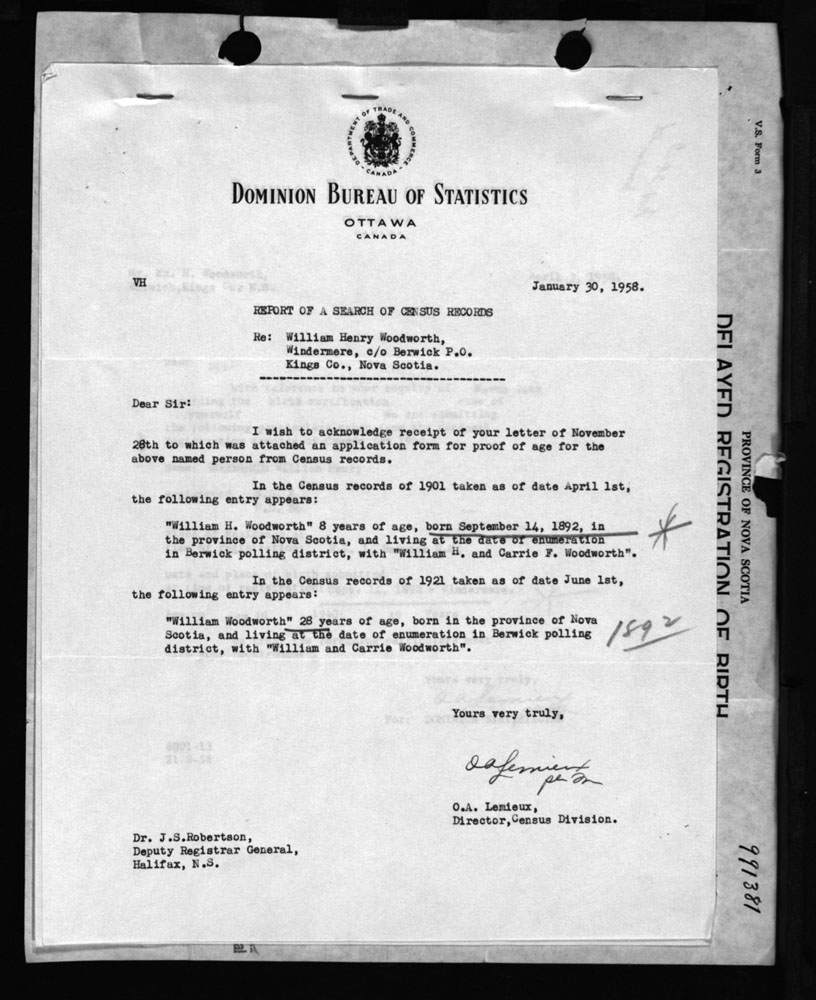 DEPARTMENT OF TRADE AND COMMERCE
CANADA
DOMINION BUREAU OF STATISTICS
OTTAWA
CANADA
VH
January 30, 1958.
REPORT OF A SEARCH OF CENSUS RECORDS
Re: William Henry Woodworth,
Windermere, c/o Berwick P.O.
Kings Co., Nova Scotia.
Dear Sir:
I wish to acknowledge receipt of your letter of November
28th to which was attached an application form for proof of age for the
above named person from Census records.
In the Census records of 1901 taken as of date April 1st,
the following entry appears:
"William H. Woodworth" 8 years of age, born September 14, 1892, in
the province of Nova Scotia, and living at the date of enumeration
in Berwick polling district, with "William H. and Carrie F. Woodworth".
In the Census records of 1921 taken as of date June 1st,
the following entry appears:
"William Woodworth" 28 years of age, born in the province of Nova
Scotia, and living at the date of enumeration in Berwick polling
district, with "William and Carrie Woodworth".
1892
Yours very truly,
O A Lemieux
O.A. Lemieux,
Director,Census Division.
Dr. J.S.Robertson,
Deputy Registrar General,
Halifax, N.S.
V.S. Form 3
PROVINCE OF NOVA SCOTIA
DELAYED REGISTRATION OF BIRTH
991381